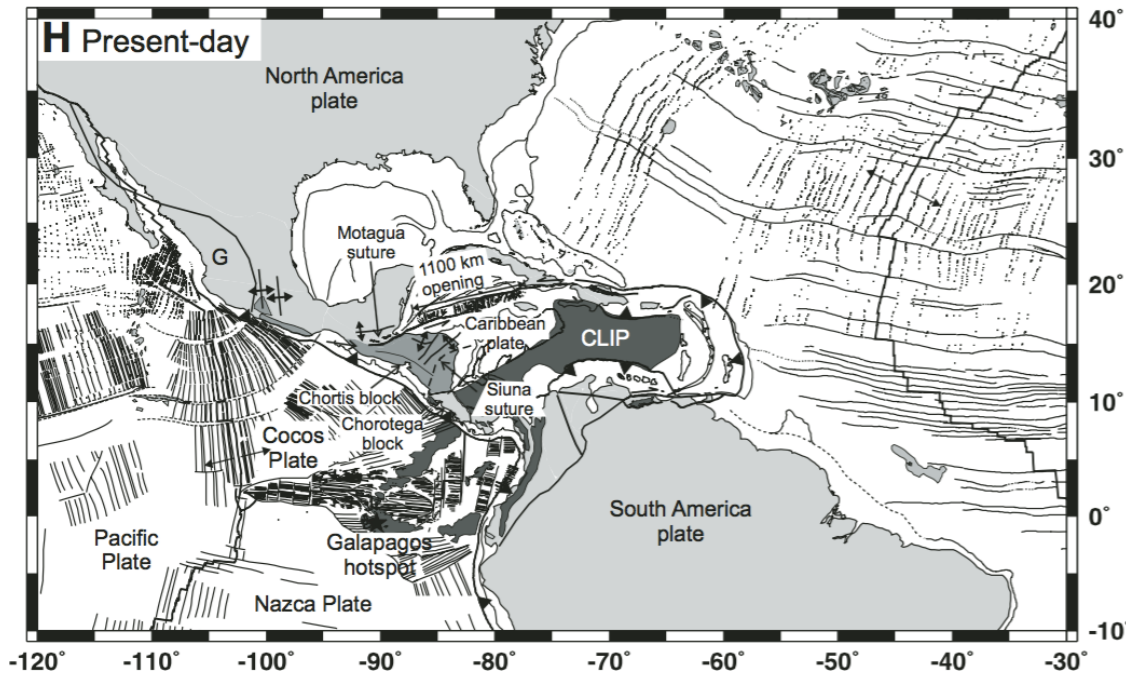 H Present-day
40°
North America
plate
30°
G
Motagua
suture
1100 km
opening
20°
Caribbean
plate
CLIP
Chortis block
Siuna
suture
10°
Chorotega
block
Cocos
Plate
South America
plate
0°
Pacific
Plate
Galapagos
hotspot
Nazca Plate
-10°
-120° -110° -100° -90° -80° -70° -60° -50° -40° -30°